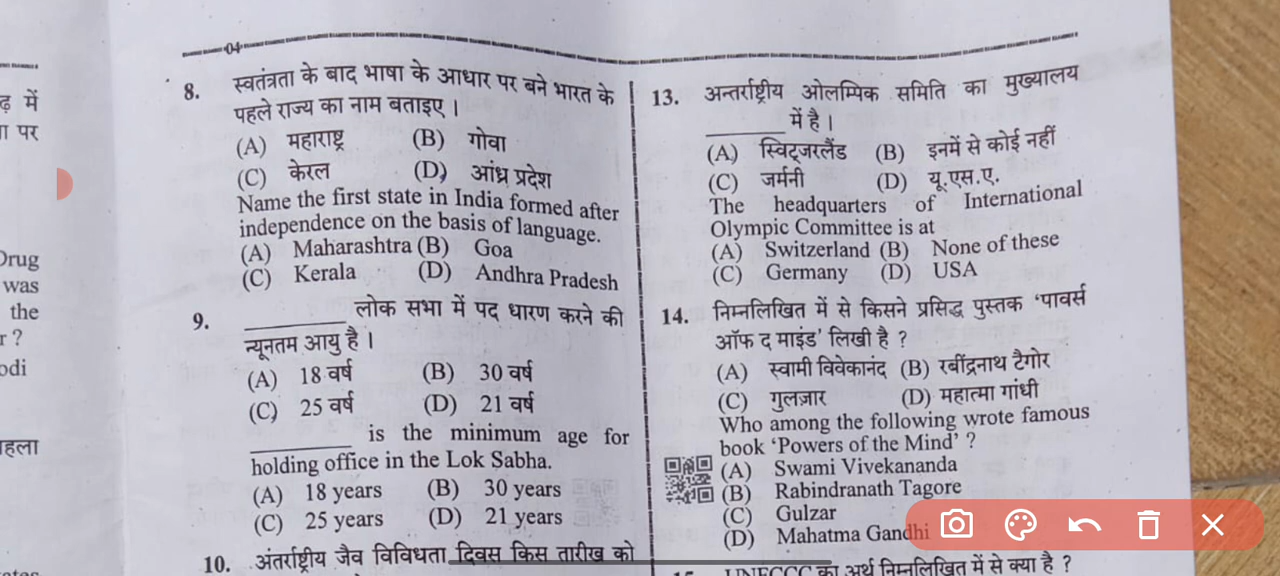 ढ़ में
पर
Drug
was
the
?
odi
हला
04
8. स्वतंत्रता के बाद भाषा के आधार पर बने भारत के
पहले राज्य का नाम बताइए ।
(A) महाराष्ट्र (B) गोवा
(C) केरल (D) आंध्र प्रदेश
Name the first state in India formed after
independence on the basis of language.
(A) Maharashtra (B) Goa
(C) Kerala (D) Andhra Pradesh
9. ________ लोक सभा में पद धारण करने की
न्यूनतम आयु है ।
(A) 18 वर्ष (B) 30 वर्ष
(C) 25 वर्ष (D) 21 वर्ष
________ is the minimum age for
holding office in the Lok Sabha.
(A) 18 years (B) 30 years
(C) 25 years (D) 21 years
10. अंतर्राष्ट्रीय जैव विविधता दिवस किस तारीख को
13. अन्तर्राष्ट्रीय ओलम्पिक समिति का मुख्यालय
________ में है ।
(A) स्विट्जरलैंड (B) इनमें से कोई नहीं
(C) जर्मनी (D) यू.एस.ए.
The headquarters of International
Olympic Committee is at
(A) Switzerland (B) None of these
(C) Germany (D) USA
14. निम्नलिखित में से किसने प्रसिद्ध पुस्तक 'पावर्स
ऑफ द माइंड' लिखी है ?
(A) स्वामी विवेकानंद (B) रबींद्रनाथ टैगोर
(C) गुलज़ार (D) महात्मा गांधी
Who among the following wrote famous
book 'Powers of the Mind' ?
(A) Swami Vivekananda
(B) Rabindranath Tagore
(C) Gulzar
(D) Mahatma Gandhi
UNFCCC का अर्थ निम्नलिखित में से क्या है ?